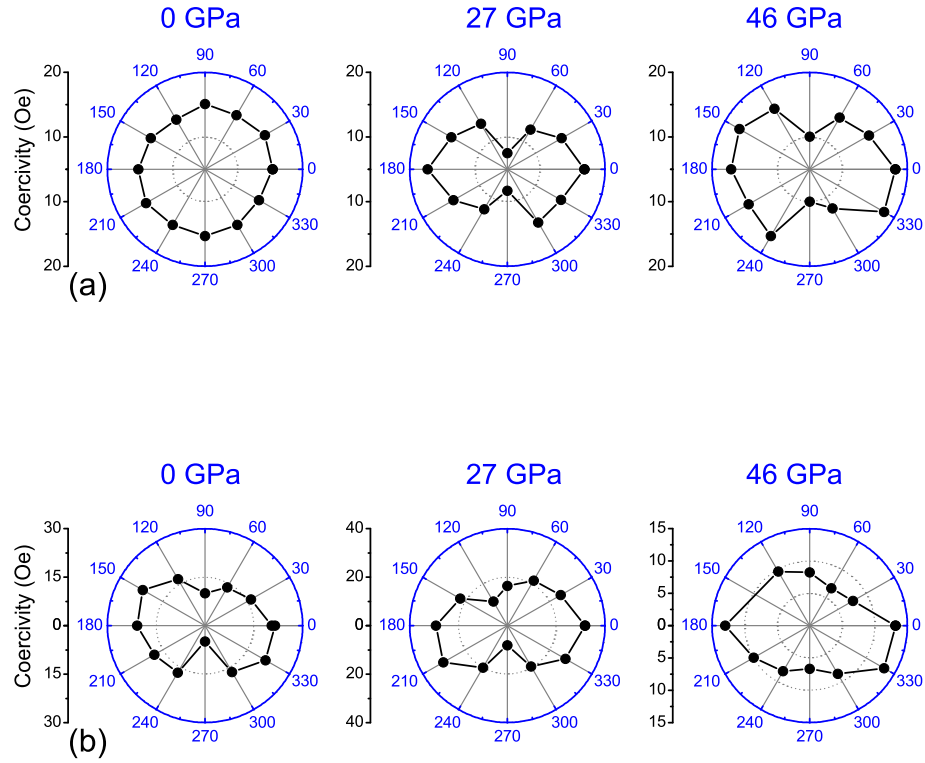 0 GPa 27 GPa 46 GPa
90 90 90
120 60 120 60 120 60
20 20 20
150 30 150 30 150 30
10 10 10
Coercivity (Oe)
180 0 180 0 180 0
10 10 10
210 330 210 330 210 330
20 20 20
240 300 240 300 240 300
270 270 270
(a)
0 GPa 27 GPa 46 GPa
90 90 90
120 60 120 60 120 60
30 40 15
150 30 150 30 150 30
10
15 20
5
Coercivity (Oe)
0 180 0 0 180 0 0 180 0
5
15 20
10
210 330 210 330 210 330
30 40 15
240 300 240 300 240 300
270 270 270
(b)